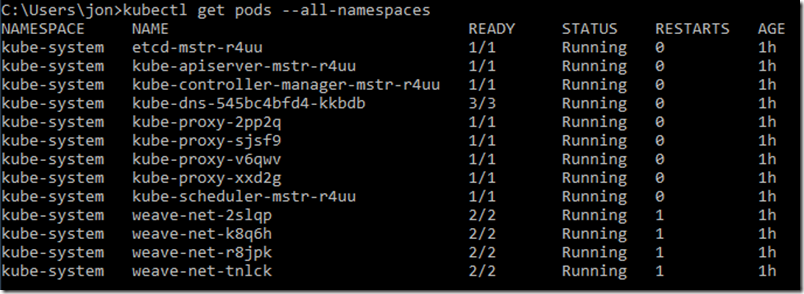 C:\Users\jon>kubectl get pods --all-namespaces
NAMESPACE NAME READY STATUS RESTARTS AGE
kube-system etcd-mstr-r4uu 1/1 Running 0 1h
kube-system kube-apiserver-mstr-r4uu 1/1 Running 0 1h
kube-system kube-controller-manager-mstr-r4uu 1/1 Running 0 1h
kube-system kube-dns-545bc4bfd4-kkbdb 3/3 Running 0 1h
kube-system kube-proxy-2pp2q 1/1 Running 0 1h
kube-system kube-proxy-sjsf9 1/1 Running 0 1h
kube-system kube-proxy-v6qwv 1/1 Running 0 1h
kube-system kube-proxy-xxd2g 1/1 Running 0 1h
kube-system kube-scheduler-mstr-r4uu 1/1 Running 0 1h
kube-system weave-net-2slqp 2/2 Running 1 1h
kube-system weave-net-k8q6h 2/2 Running 1 1h
kube-system weave-net-r8jpk 2/2 Running 1 1h
kube-system weave-net-tnlck 2/2 Running 1 1h